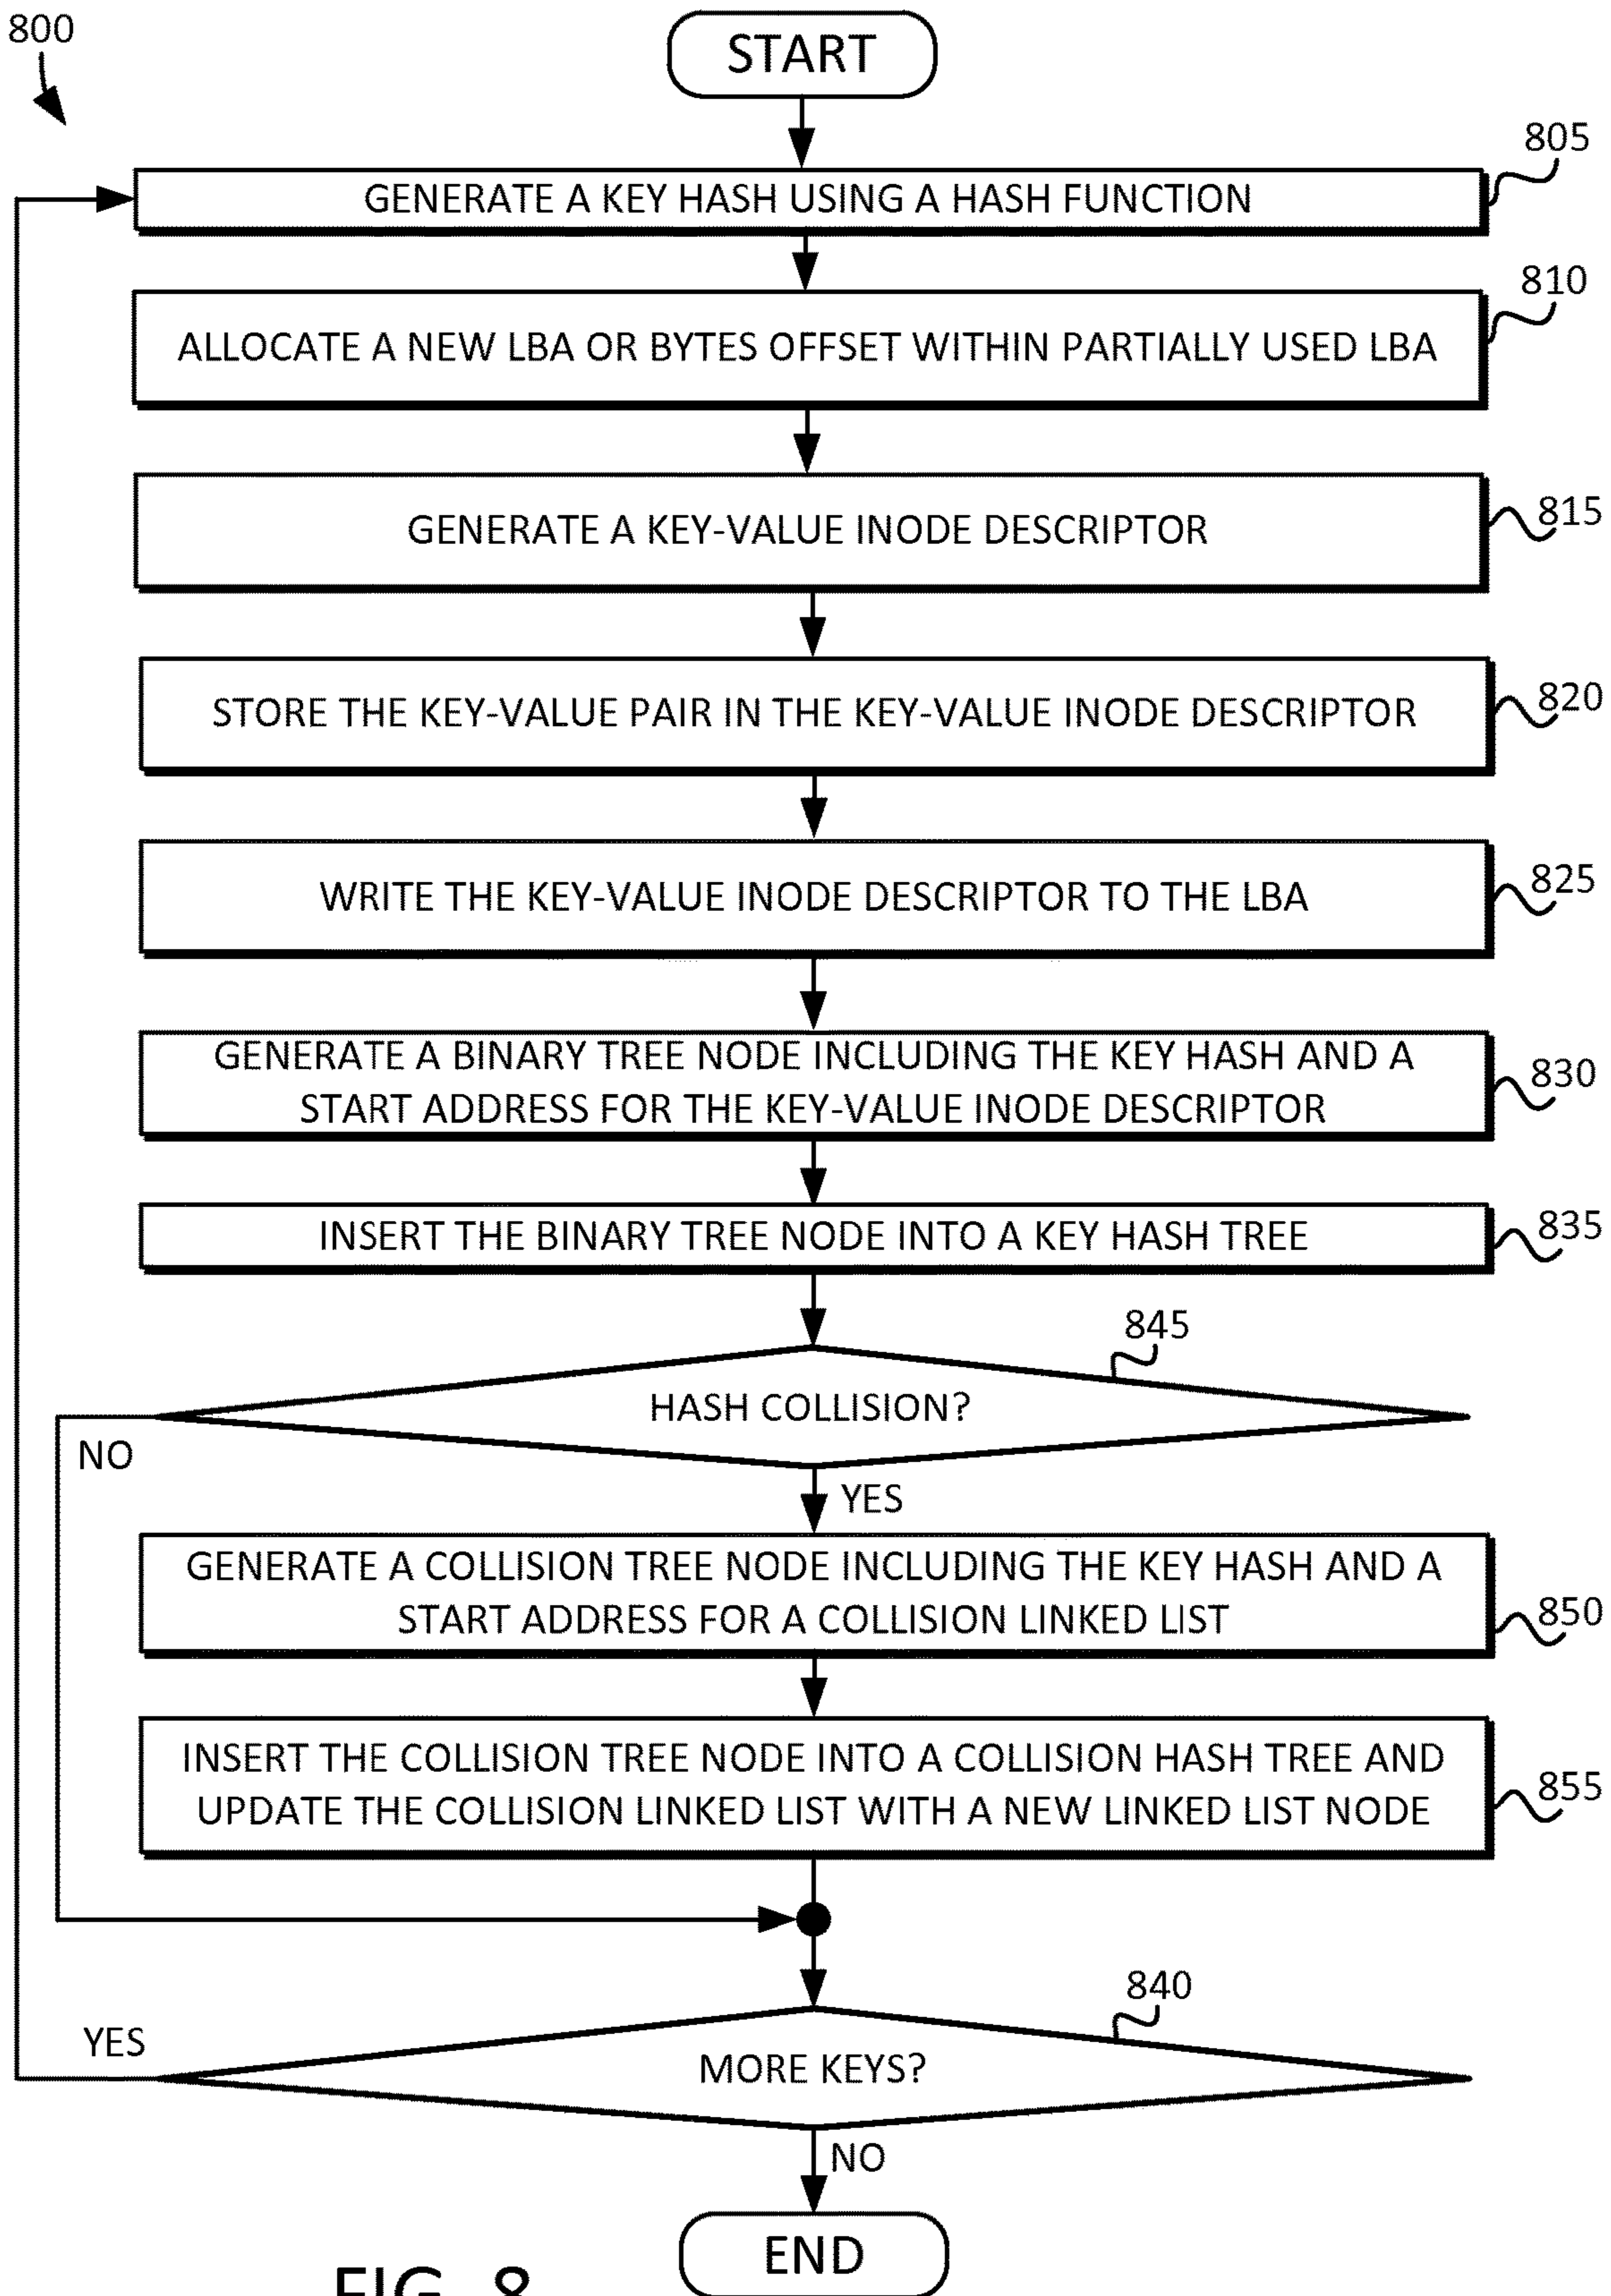 800
START
805
GENERATE A KEY HASH USING A HASH FUNCTION
810
ALLOCATE A NEW LBA OR BYTES OFFSET WITHIN PARTIALLY USED LBA
815
GENERATE A KEY-VALUE INODE DESCRIPTOR
820
STORE THE KEY-VALUE PAIR IN THE KEY-VALUE INODE DESCRIPTOR
825
WRITE THE KEY-VALUE INODE DESCRIPTOR TO THE LBA
GENERATE A BINARY TREE NODE INCLUDING THE KEY HASH AND A
START ADDRESS FOR THE KEY-VALUE INODE DESCRIPTOR
830
INSERT THE BINARY TREE NODE INTO A KEY HASH TREE
835
845
HASH COLLISION?
NO
YES
GENERATE A COLLISION TREE NODE INCLUDING THE KEY HASH AND A
START ADDRESS FOR A COLLISION LINKED LIST
850
INSERT THE COLLISION TREE NODE INTO A COLLISION HASH TREE AND
UPDATE THE COLLISION LINKED LIST WITH A NEW LINKED LIST NODE
855
840
YES
MORE KEYS?
NO
END
FIG. 8